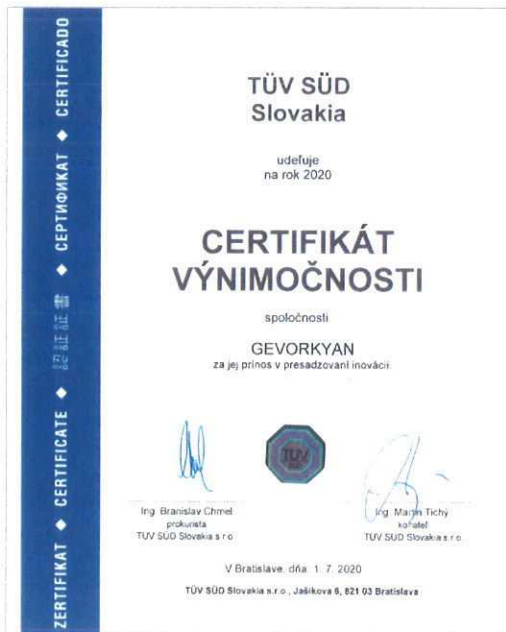 ZERTIFIKAT ◆ CERTIFICATE ◆ 認証証書 ◆ СЕРТИФИКАТ ◆ CERTIFICADO
TÜV SÜD
Slovakia
udeľuje
na rok 2020
CERTIFIKÁT
VÝNIMOČNOSTI
spoločnosti
GEVORKYAN
za jej prínos v presadzovaní inovácií.
TÜV
Ing. Branislav Chmel
prokurista
TÜV SÜD Slovakia s.r.o.
Ing. Martin Tichý
konateľ
TÜV SÜD Slovakia s.r.o.
V Bratislave, dňa: 1. 7. 2020
TÜV SÜD Slovakia s.r.o., Jašíkova 6, 821 03 Bratislava